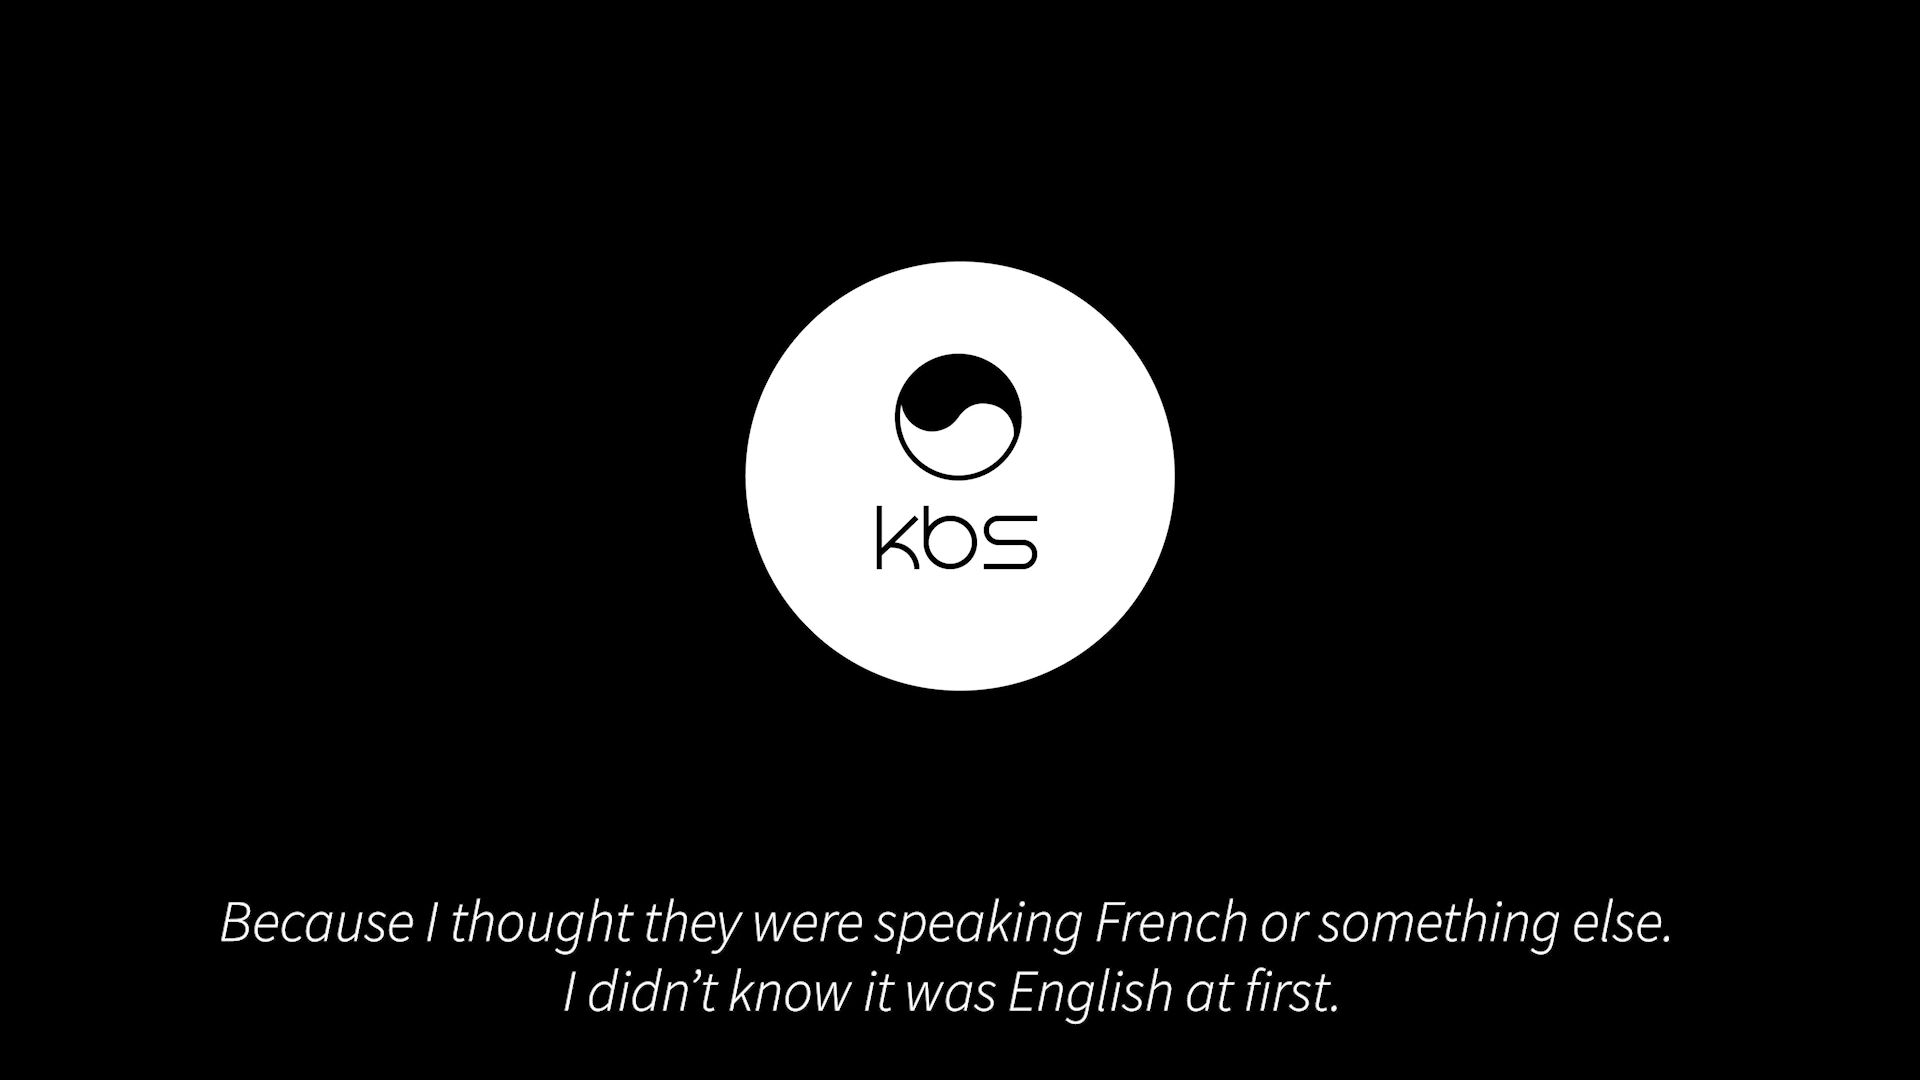 kbs
Because I thought they were speaking French or something else.
I didn’t know it was English at first.